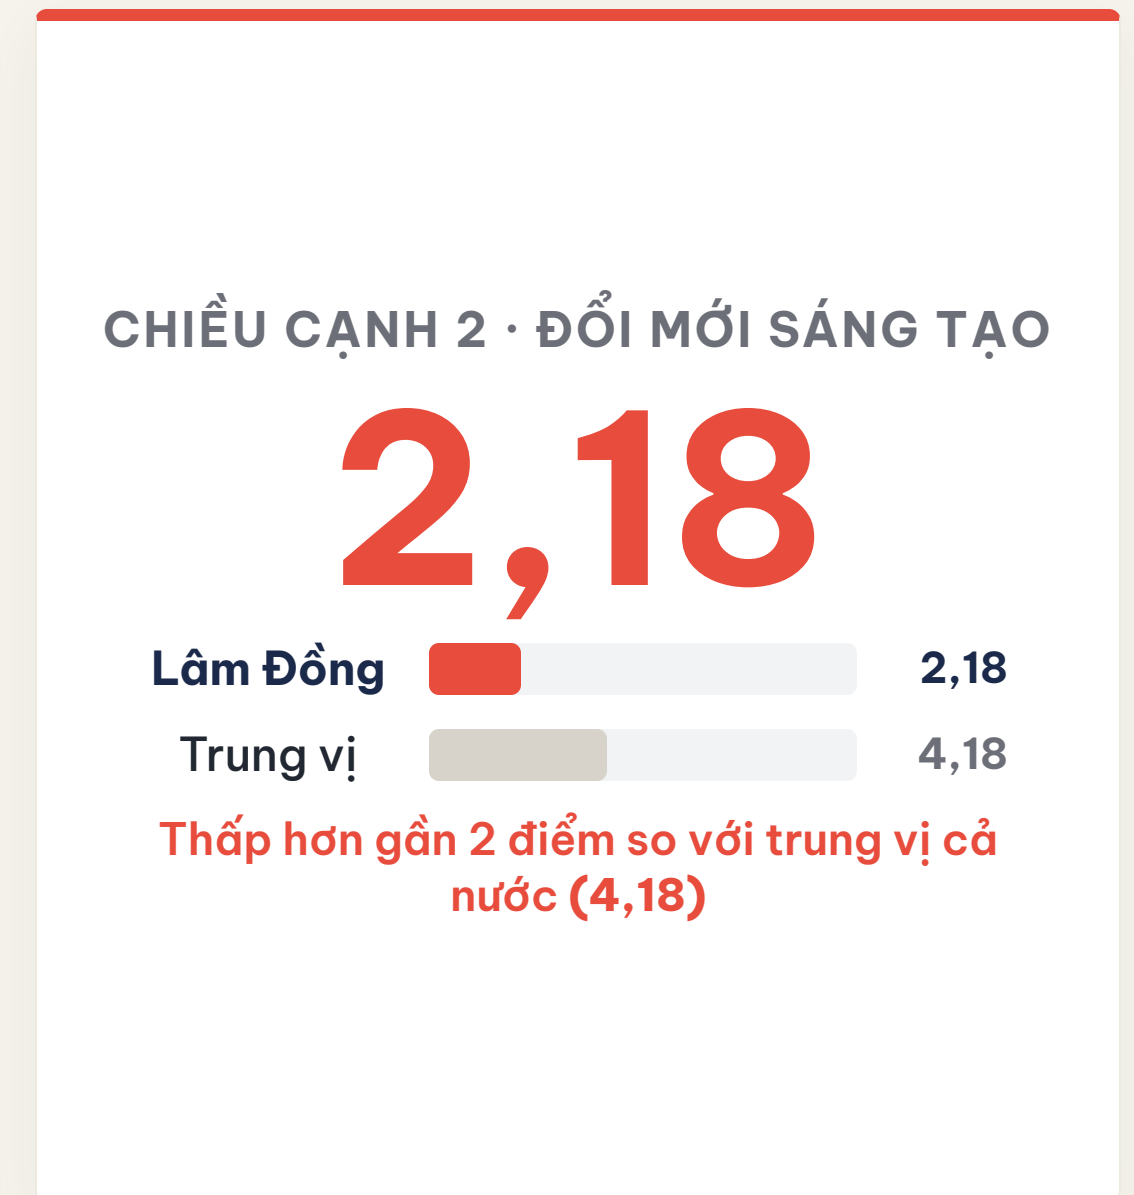 CHIỀU CẠNH 2 · ĐỔI MỚI SÁNG TẠO
2,18
Lâm Đồng 2,18
Trung vị 4,18
Thấp hơn gần 2 điểm so với trung vị cả
nước (4,18)